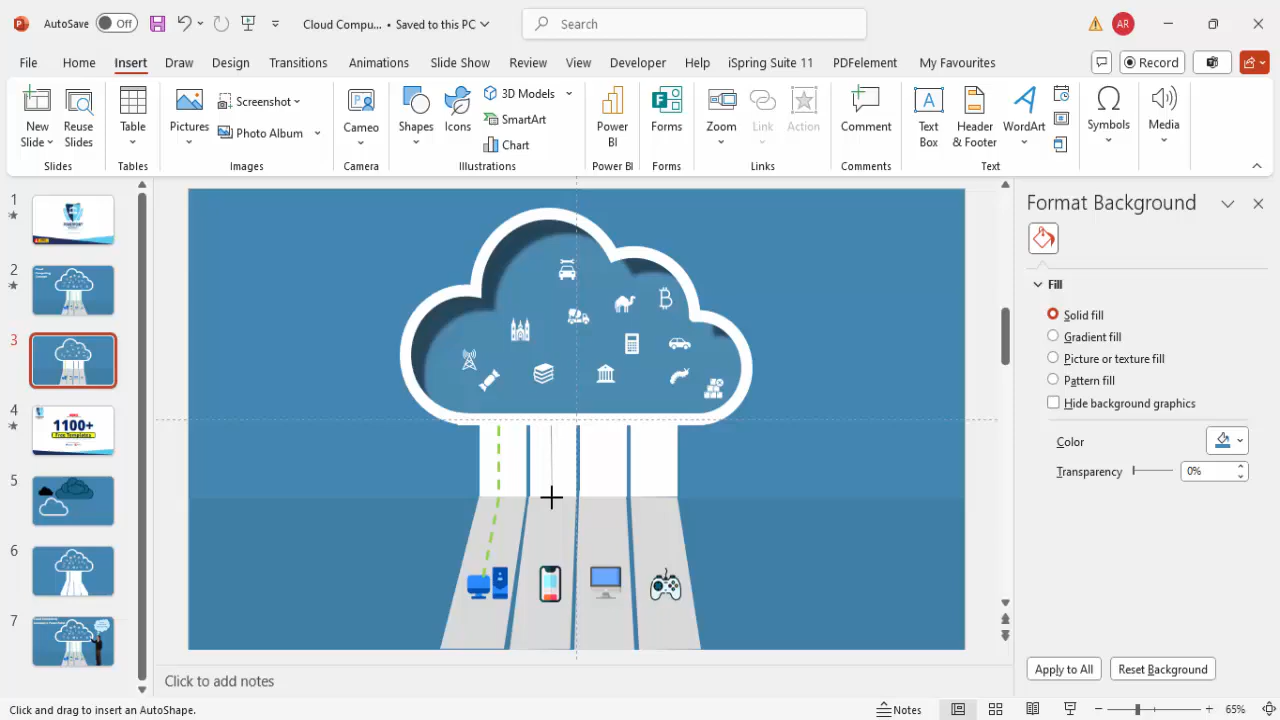 AutoSave Off Cloud Compu... • Saved to this PC Search AR
File Home Insert Draw Design Transitions Animations Slide Show Review View Developer Help iSpring Suite 11 PDFelement My Favourites Record
New Slide
Reuse Slides
Slides
Table
Tables
Pictures
Screenshot
Photo Album
Images
Cameo
Camera
Shapes
Icons
3D Models
SmartArt
Chart
Illustrations
Power BI
Power BI
Forms
Forms
Zoom
Link
Action
Links
Comment
Comments
Text Box
Header & Footer
WordArt
Text
Symbols
Media
1
2
3
4
1100+
5
6
7
Format Background
Fill
Solid fill
Gradient fill
Picture or texture fill
Pattern fill
Hide background graphics
Color
Transparency 0%
Apply to All Reset Background
Click to add notes
Click and drag to insert an AutoShape. Notes 65%